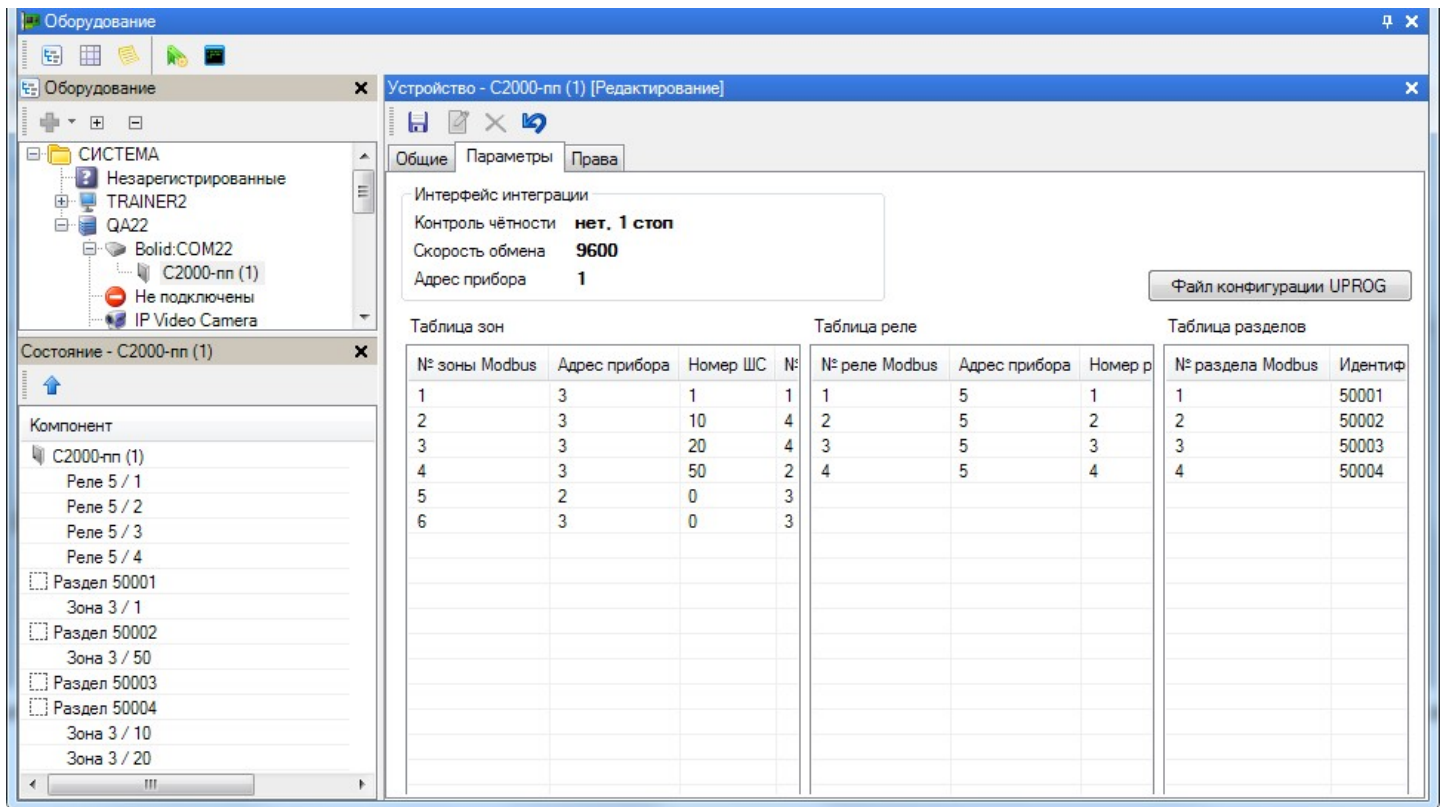 Оборудование
Оборудование
СИСТЕМА
Незарегистрированные
TRAINER2
QA22
Bolid:COM22
С2000-пп (1)
Не подключены
IP Video Camera
Состояние - С2000-пп (1)
Компонент
С2000-пп (1)
Реле 5 / 1
Реле 5 / 2
Реле 5 / 3
Реле 5 / 4
Раздел 50001
Зона 3 / 1
Раздел 50002
Зона 3 / 50
Раздел 50003
Раздел 50004
Зона 3 / 10
Зона 3 / 20
Устройство - С2000-пп (1) [Редактирование]
Общие Параметры Права
Интерфейс интеграции
Контроль чётности нет, 1 стоп
Скорость обмена 9600
Адрес прибора 1
Файл конфигурации UPROG
Таблица зон
№ зоны Modbus Адрес прибора Номер ШС №
1 3 1 1
2 3 10 4
3 3 20 4
4 3 50 2
5 2 0 3
6 3 0 3
Таблица реле
№ реле Modbus Адрес прибора Номер р
1 5 1
2 5 2
3 5 3
4 5 4
Таблица разделов
№ раздела Modbus Идентиф
1 50001
2 50002
3 50003
4 50004